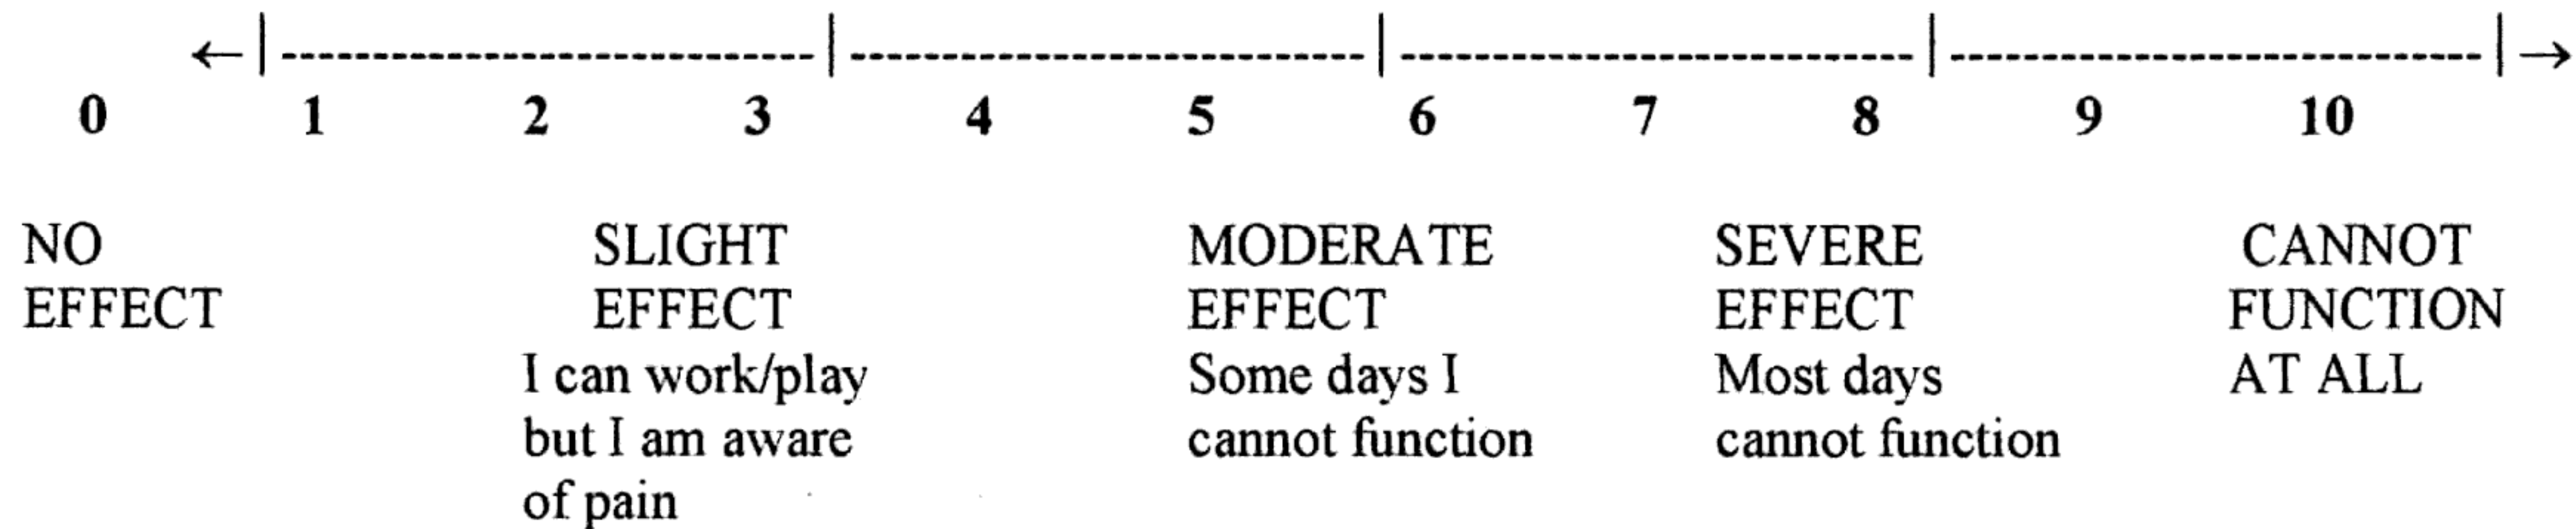 ←|-----------------------------|----------------------------|----------------------------|-----------------------------|→
0 1 2 3 4 5 6 7 8 9 10
NO SLIGHT MODERATE SEVERE CANNOT
EFFECT EFFECT EFFECT EFFECT FUNCTION
I can work/play Some days I Most days AT ALL
but I am aware cannot function cannot function
of pain